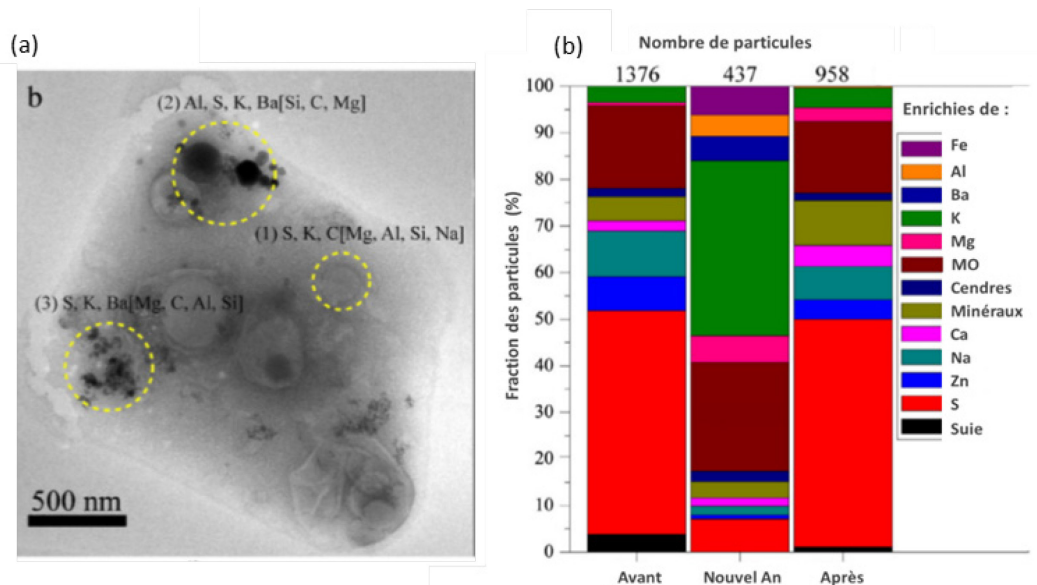 (a)
b
(2) Al, S, K, Ba[Si, C, Mg]
(1) S, K, C[Mg, Al, Si, Na]
(3) S, K, Ba[Mg, C, Al, Si]
500 nm
(b)
Nombre de particules
1376 437 958
Fraction des particules (%)
100
90
80
70
60
50
40
30
20
10
0
Avant Nouvel An Après
Enrichies de :
Fe
Al
Ba
K
Mg
MO
Cendres
Minéraux
Ca
Na
Zn
S
Suie